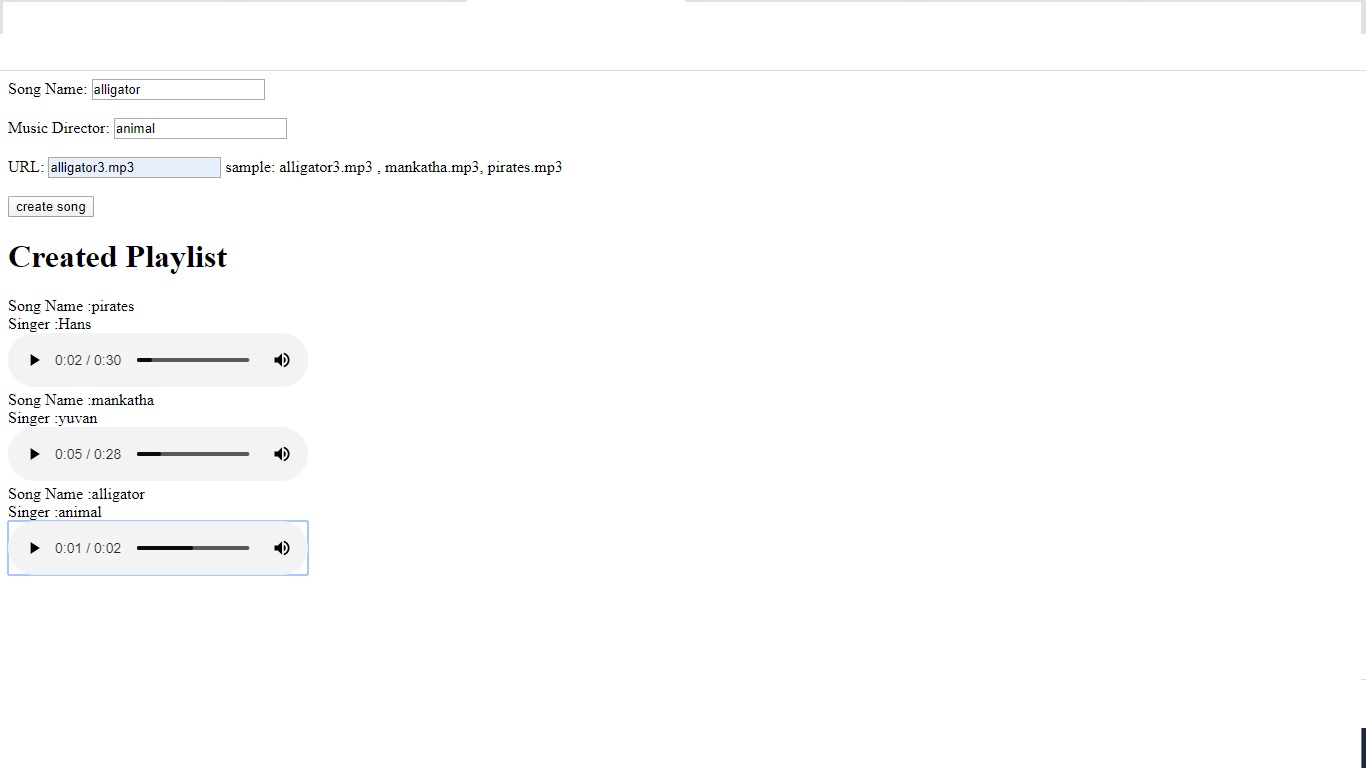 Song Name: alligator
Music Director: animal
URL: alligator3.mp3 sample: alligator3.mp3 , mankatha.mp3, pirates.mp3
create song
Created Playlist
Song Name :pirates
Singer :Hans
0:02 / 0:30
Song Name :mankatha
Singer :yuvan
0:05 / 0:28
Song Name :alligator
Singer :animal
0:01 / 0:02